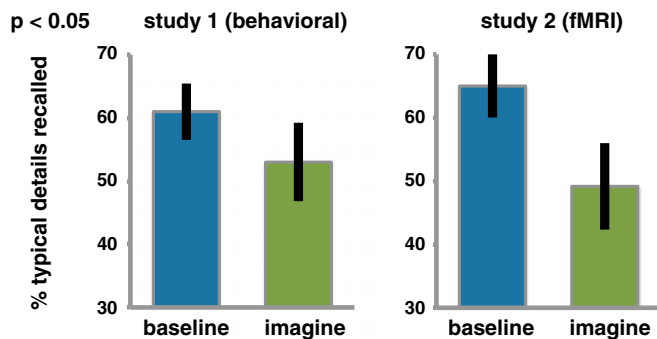 p < 0.05
study 1 (behavioral)
study 2 (fMRI)
% typical details recalled
70
60
50
40
30
baseline
imagine
70
60
50
40
30
baseline
imagine